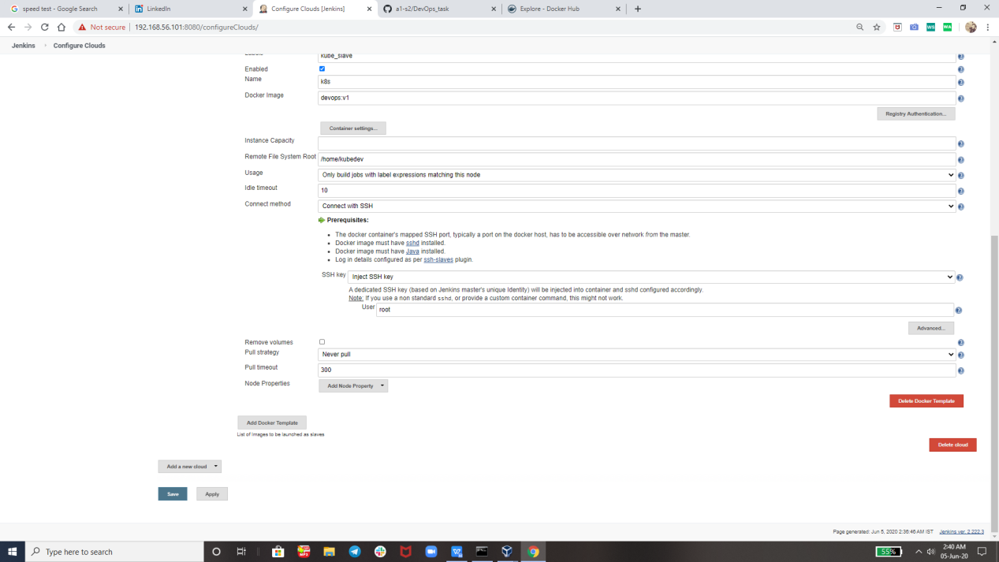 speed test - Google Search
LinkedIn
Configure Clouds [Jenkins]
a1-s2/DevOps_task
Explore - Docker Hub
Not secure
192.168.56.101:8080/configureClouds/
Jenkins
Configure Clouds
kube_slave
Enabled
Name
k8s
Docker Image
devops:v1
Registry Authentication...
Container settings...
Instance Capacity
Remote File System Root
/home/kubedev
Usage
Only build jobs with label expressions matching this node
Idle timeout
10
Connect method
Connect with SSH
Prerequisites:
The docker container's mapped SSH port, typically a port on the docker host, has to be accessible over network from the master.
Docker image must have sshd installed.
Docker image must have Java installed.
Log in details configured as per ssh-slaves plugin.
SSH key
Inject SSH key
A dedicated SSH key (based on Jenkins master's unique Identity) will be injected into container and sshd configured accordingly.
Note: If you use a non standard sshd, or provide a custom container command, this might not work.
User
root
Advanced...
Remove volumes
Pull strategy
Never pull
Pull timeout
300
Node Properties
Add Node Property
Delete Docker Template
Add Docker Template
List of Images to be launched as slaves
Delete cloud
Add a new cloud
Save
Apply
Page generated: Jun 5, 2020 2:36:46 AM IST
Jenkins ver. 2.222.3
Type here to search
55%
2:40 AM
05-Jun-20